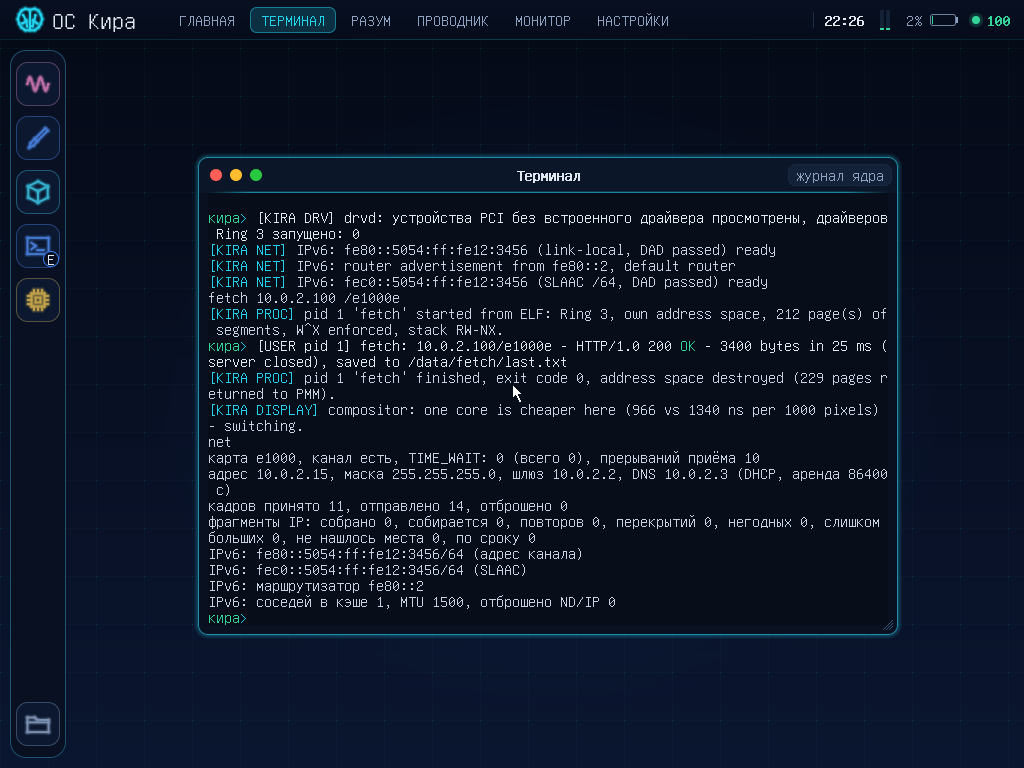 ОС Кира
ГЛАВНАЯ ТЕРМИНАЛ РАЗУМ ПРОВОДНИК МОНИТОР НАСТРОЙКИ
22:26 2% 100
E
Терминал
журнал ядра
кира> [KIRA DRV] drvd: устройства PCI без встроенного драйвера просмотрены, драйверов
Ring 3 запущено: 0
[KIRA NET] IPv6: fe80::5054:ff:fe12:3456 (link-local, DAD passed) ready
[KIRA NET] IPv6: router advertisement from fe80::2, default router
[KIRA NET] IPv6: fec0::5054:ff:fe12:3456 (SLAAC /64, DAD passed) ready
fetch 10.0.2.100 /e1000e
[KIRA PROC] pid 1 'fetch' started from ELF: Ring 3, own address space, 212 page(s) of
segments, W^X enforced, stack RW-NX.
кира> [USER pid 1] fetch: 10.0.2.100/e1000e - HTTP/1.0 200 OK - 3400 bytes in 25 ms (
server closed), saved to /data/fetch/last.txt
[KIRA PROC] pid 1 'fetch' finished, exit code 0, address space destroyed (229 pages r
eturned to PMM).
[KIRA DISPLAY] compositor: one core is cheaper here (966 vs 1340 ns per 1000 pixels)
- switching.
net
карта e1000, канал есть, TIME_WAIT: 0 (всего 0), прерываний приёма 10
адрес 10.0.2.15, маска 255.255.255.0, шлюз 10.0.2.2, DNS 10.0.2.3 (DHCP, аренда 86400
с)
кадров принято 11, отправлено 14, отброшено 0
фрагменты IP: собрано 0, собирается 0, повторов 0, перекрытий 0, негодных 0, слишком
больших 0, не нашлось места 0, по сроку 0
IPv6: fe80::5054:ff:fe12:3456/64 (адрес канала)
IPv6: fec0::5054:ff:fe12:3456/64 (SLAAC)
IPv6: маршрутизатор fe80::2
IPv6: соседей в кэше 1, MTU 1500, отброшено ND/IP 0
кира>